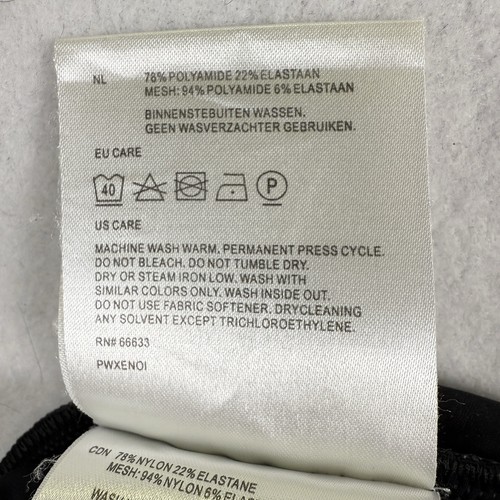 NL 78% POLYAMIDE 22% ELASTAAN
MESH: 94% POLYAMIDE 6% ELASTAAN
BINNENSTEBUITEN WASSEN.
GEEN WASVERZACHTER GEBRUIKEN.
EU CARE
40 P
US CARE
MACHINE WASH WARM, PERMANENT PRESS CYCLE.
DO NOT BLEACH. DO NOT TUMBLE DRY.
DRY OR STEAM IRON LOW. WASH WITH
SIMILAR COLORS ONLY. WASH INSIDE OUT.
DO NOT USE FABRIC SOFTENER. DRYCLEANING
ANY SOLVENT EXCEPT TRICHLOROETHYLENE.
RN# 66633
PWXENOI
CDN 78% NYLON 22% ELASTANE
MESH: 94% NYLON 6% ELASTANE